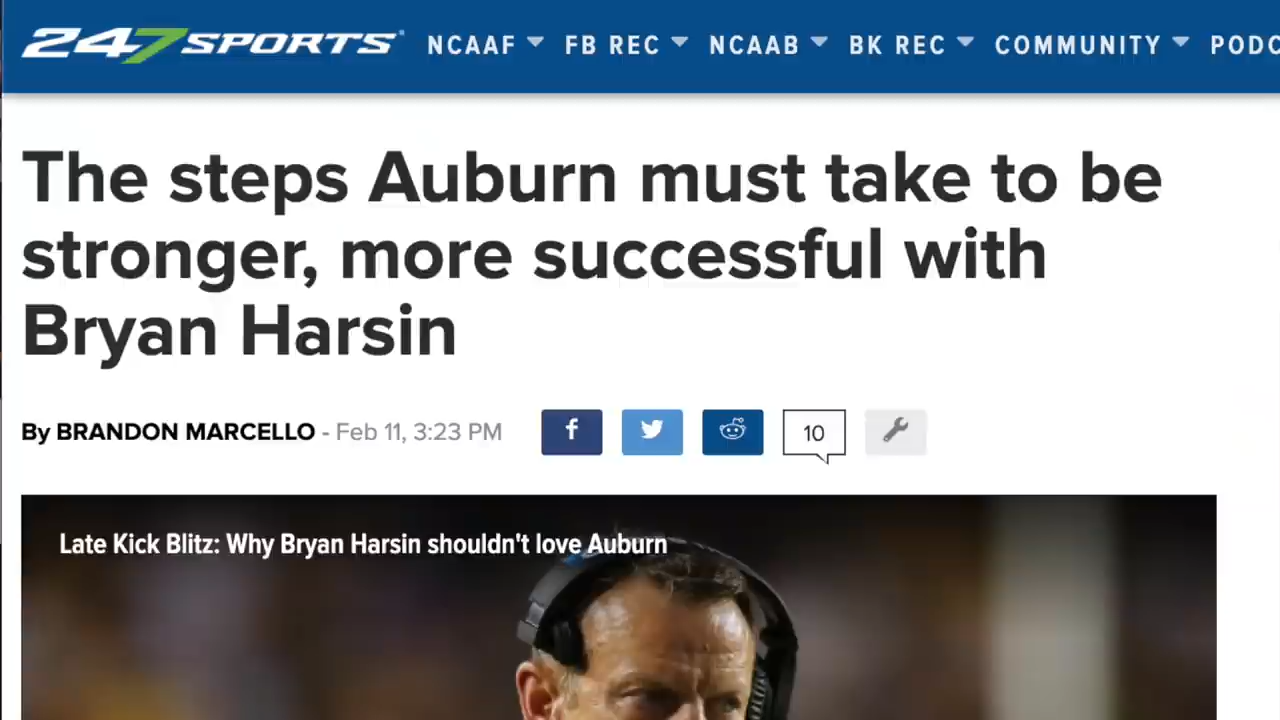 247SPORTS NCAAF FB REC NCAAB BK REC COMMUNITY
The steps Auburn must take to be
stronger, more successful with
Bryan Harsin
By BRANDON MARCELLO - Feb 11, 3:23 PM f 10
Late Kick Blitz: Why Bryan Harsin shouldn't love Auburn